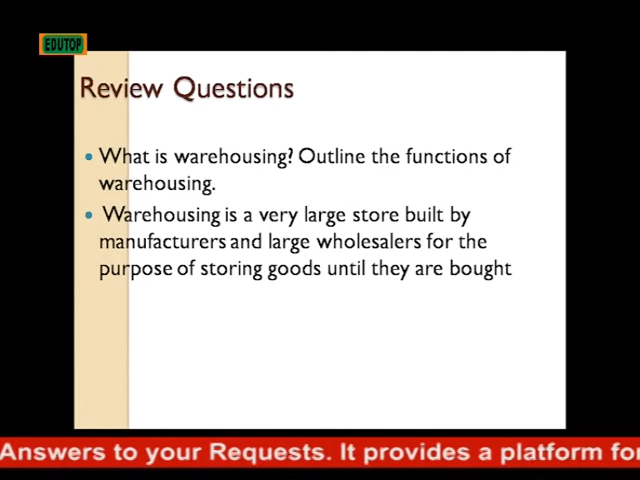 EDUTOP
Review Questions
• What is warehousing? Outline the functions of
warehousing.
• Warehousing is a very large store built by
manufacturers and large wholesalers for the
purpose of storing goods until they are bought
Answers to your Requests. It provides a platform for